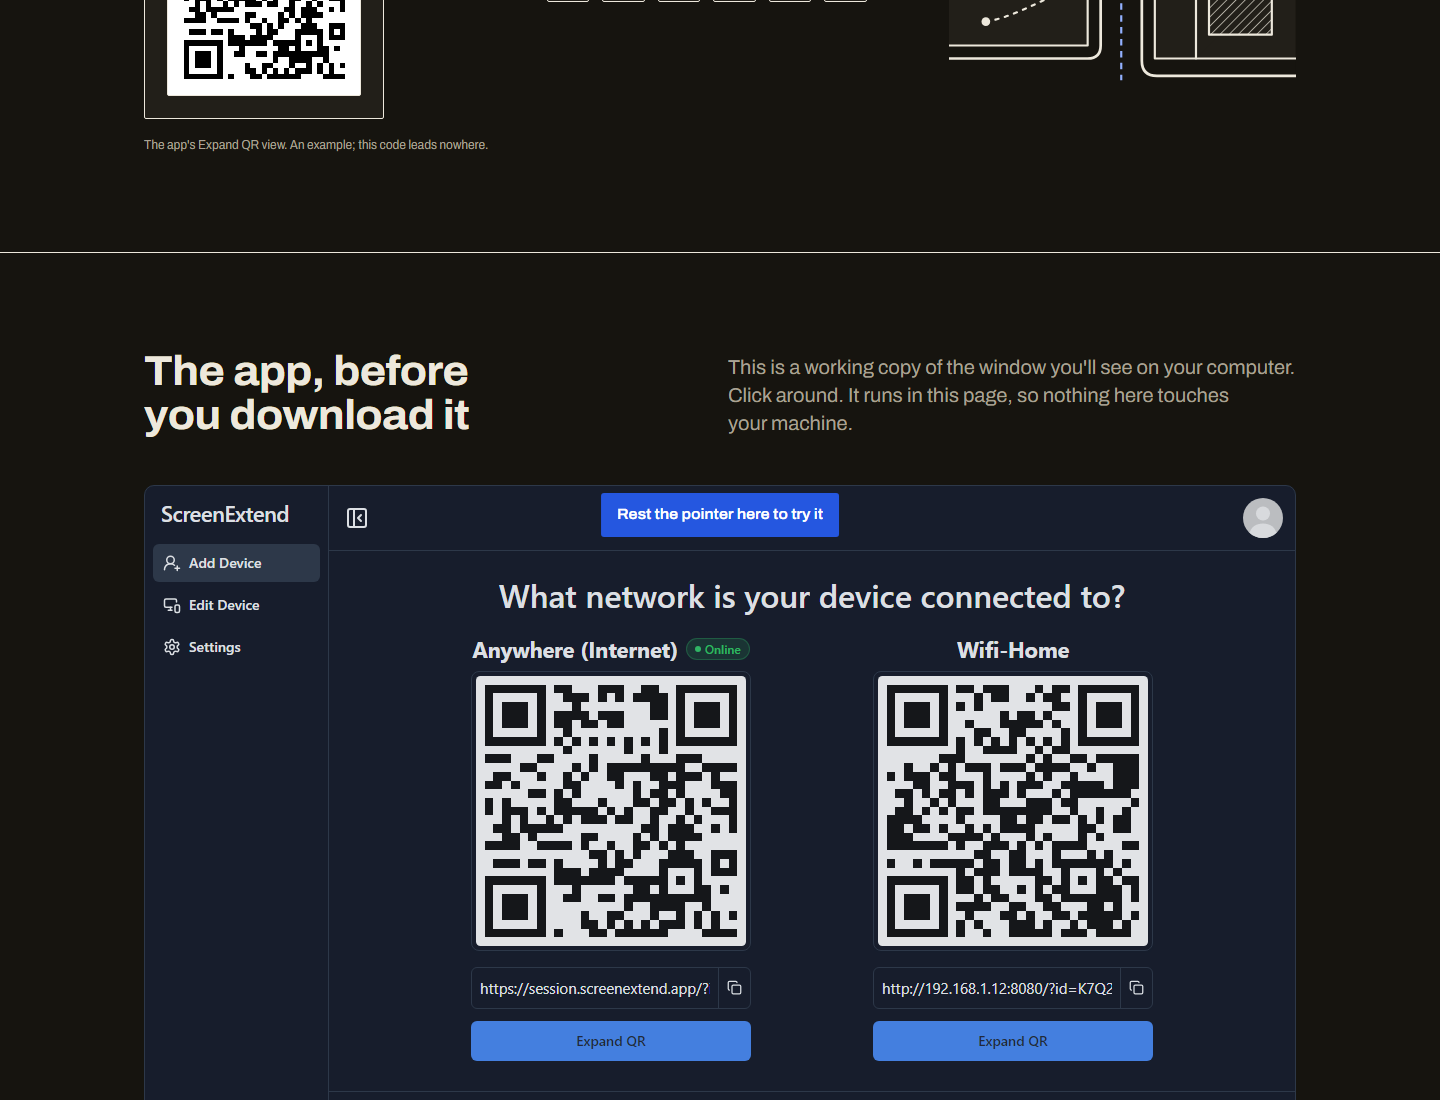 The app's Expand QR view. An example; this code leads nowhere.
The app, before
you download it
This is a working copy of the window you'll see on your computer.
Click around. It runs in this page, so nothing here touches
your machine.
ScreenExtend
Rest the pointer here to try it
Add Device
Edit Device
Settings
What network is your device connected to?
Anywhere (Internet)
Online
Wifi-Home
https://session.screenextend.app/?
http://192.168.1.12:8080/?id=K7Q2
Expand QR
Expand QR